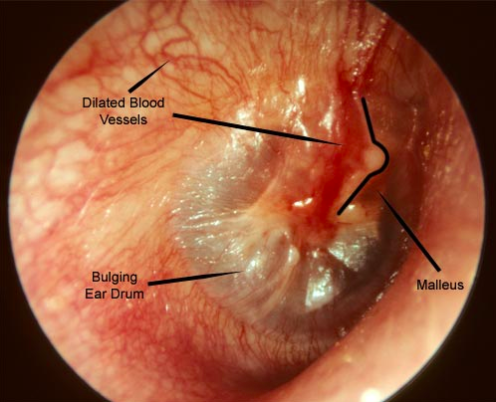 Dilated Blood
Vessels
Bulging
Ear Drum
Malleus